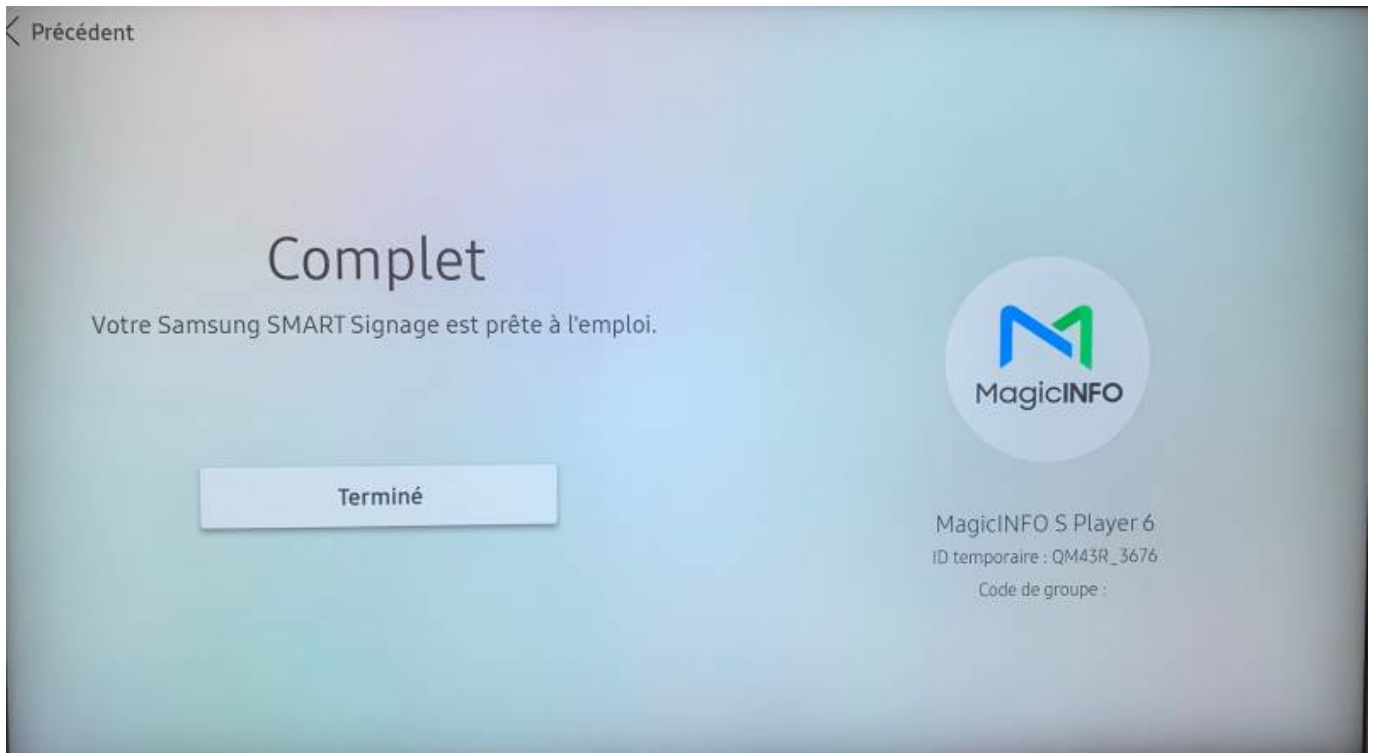 Précédent
Complet
Votre Samsung SMART Signage est prête à l'emploi.
Terminé
MagicINFO
MagicINFO S Player 6
ID temporaire : QM43R_3676
Code de groupe :